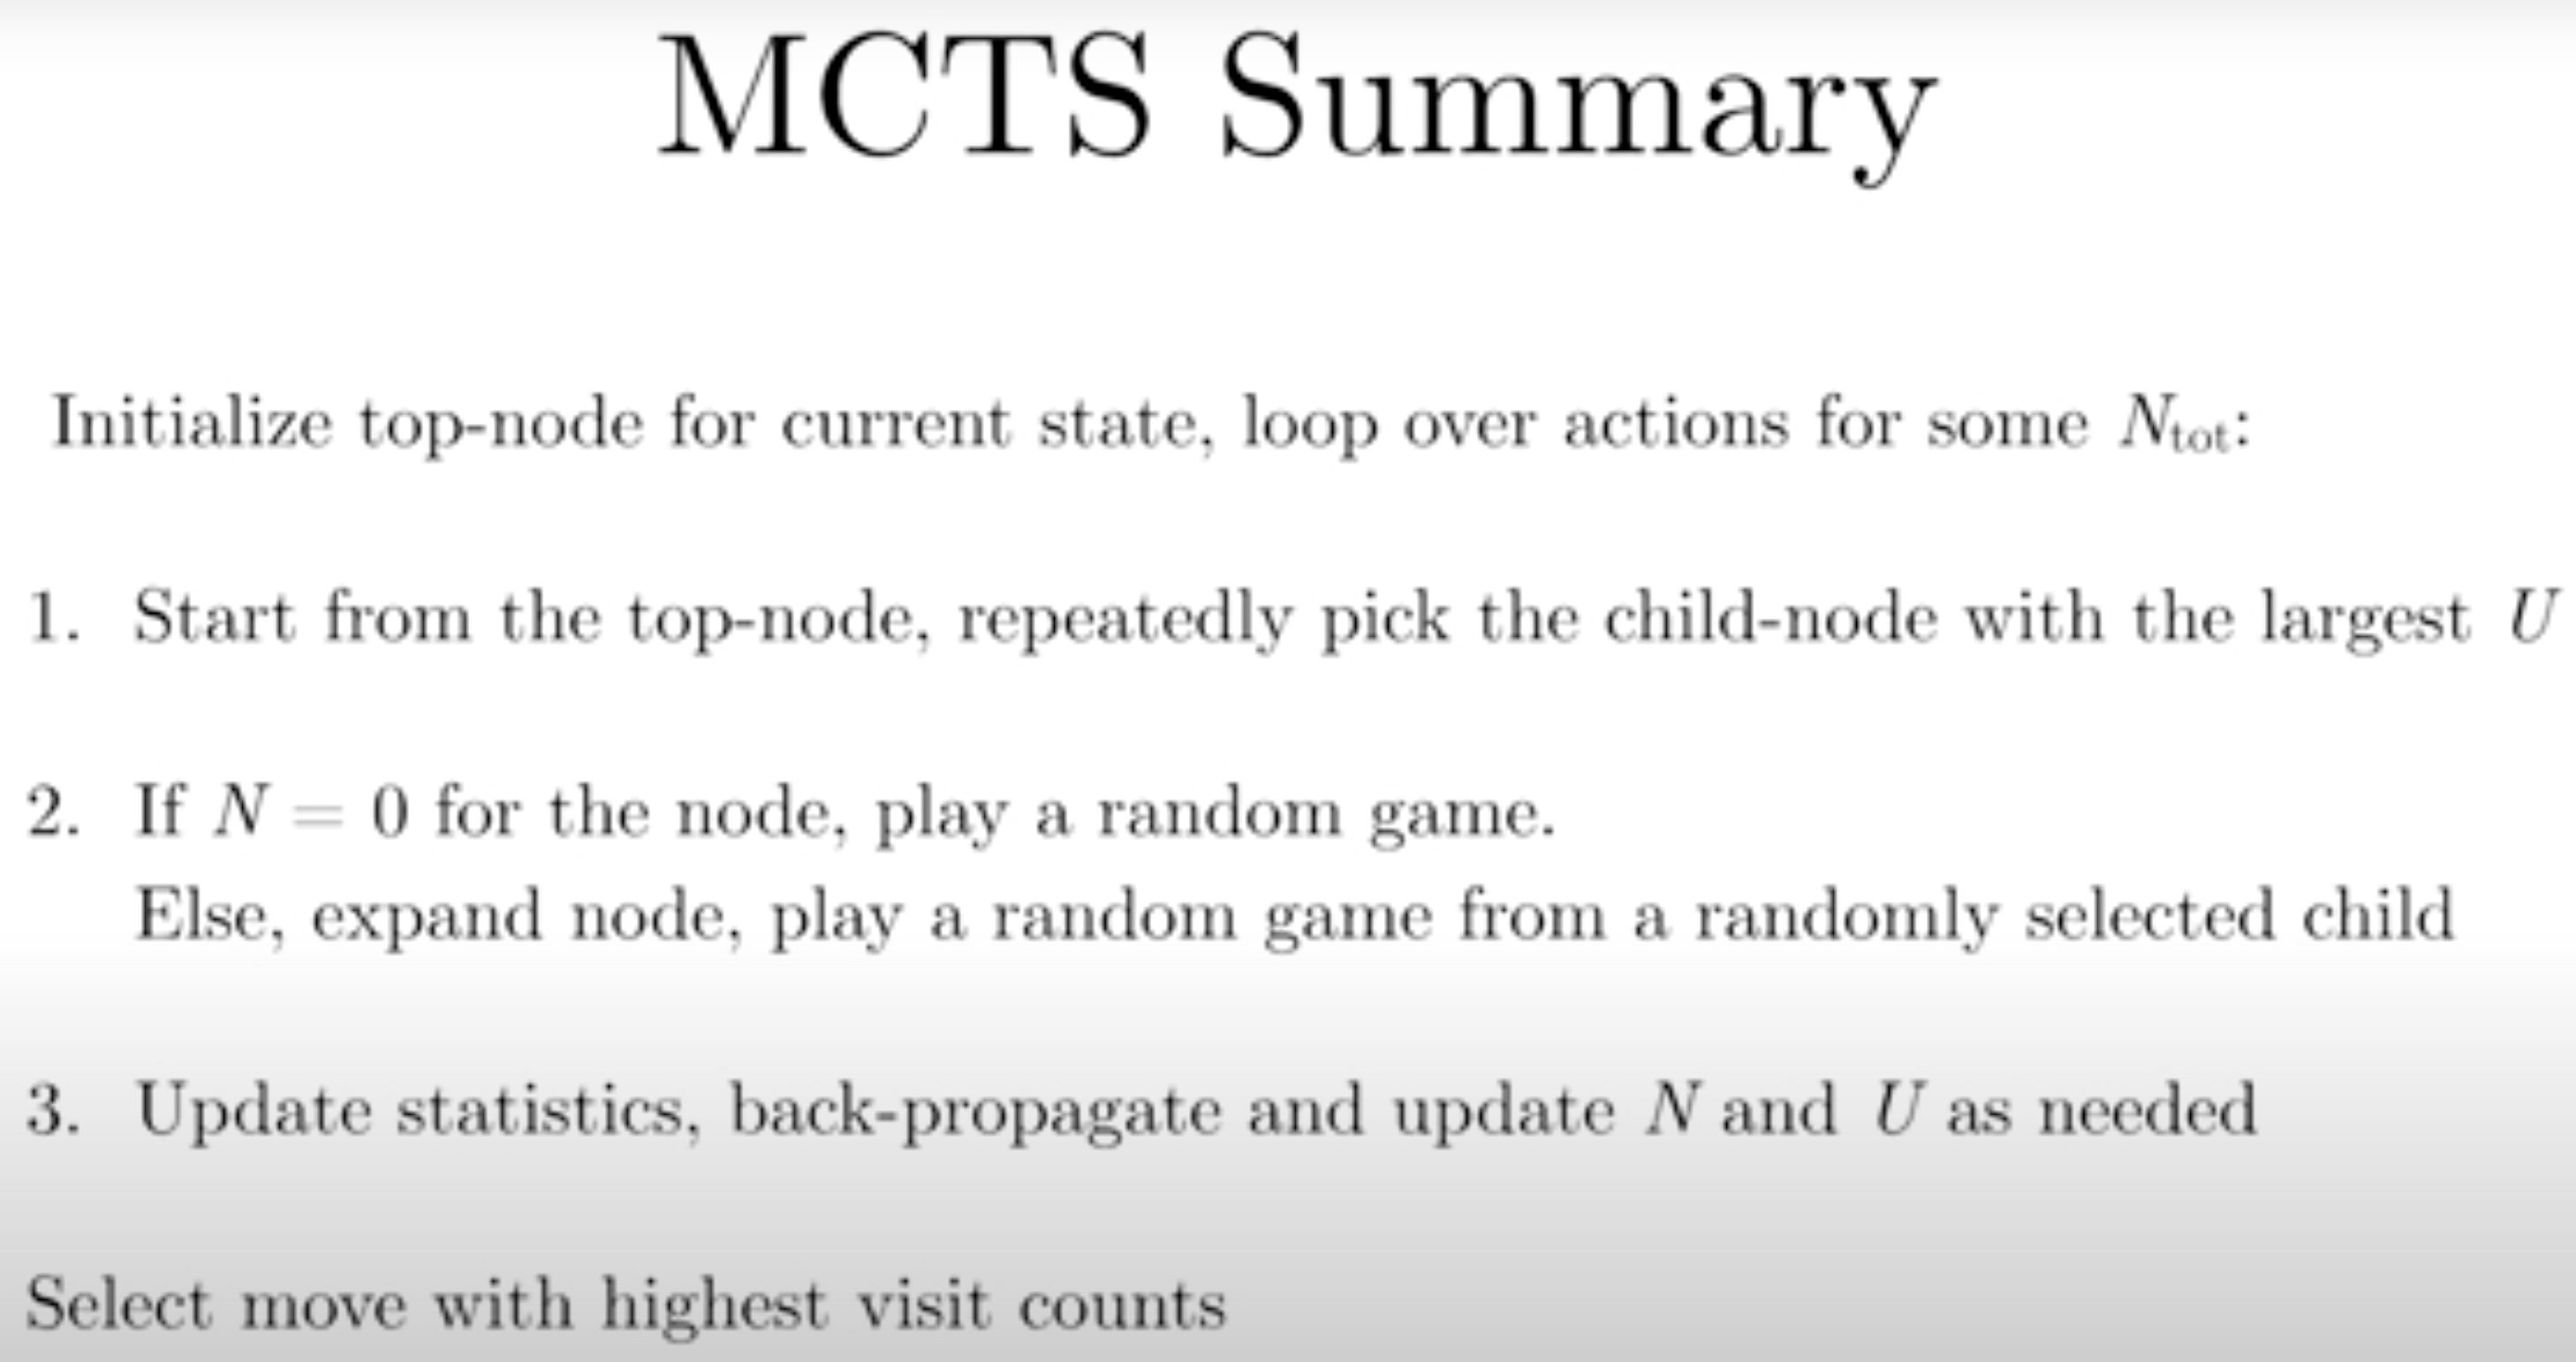 MCTS Summary
Initialize top-node for current state, loop over actions for some N_tot:
1. Start from the top-node, repeatedly pick the child-node with the largest U
2. If N = 0 for the node, play a random game.
Else, expand node, play a random game from a randomly selected child
3. Update statistics, back-propagate and update N and U as needed
Select move with highest visit counts